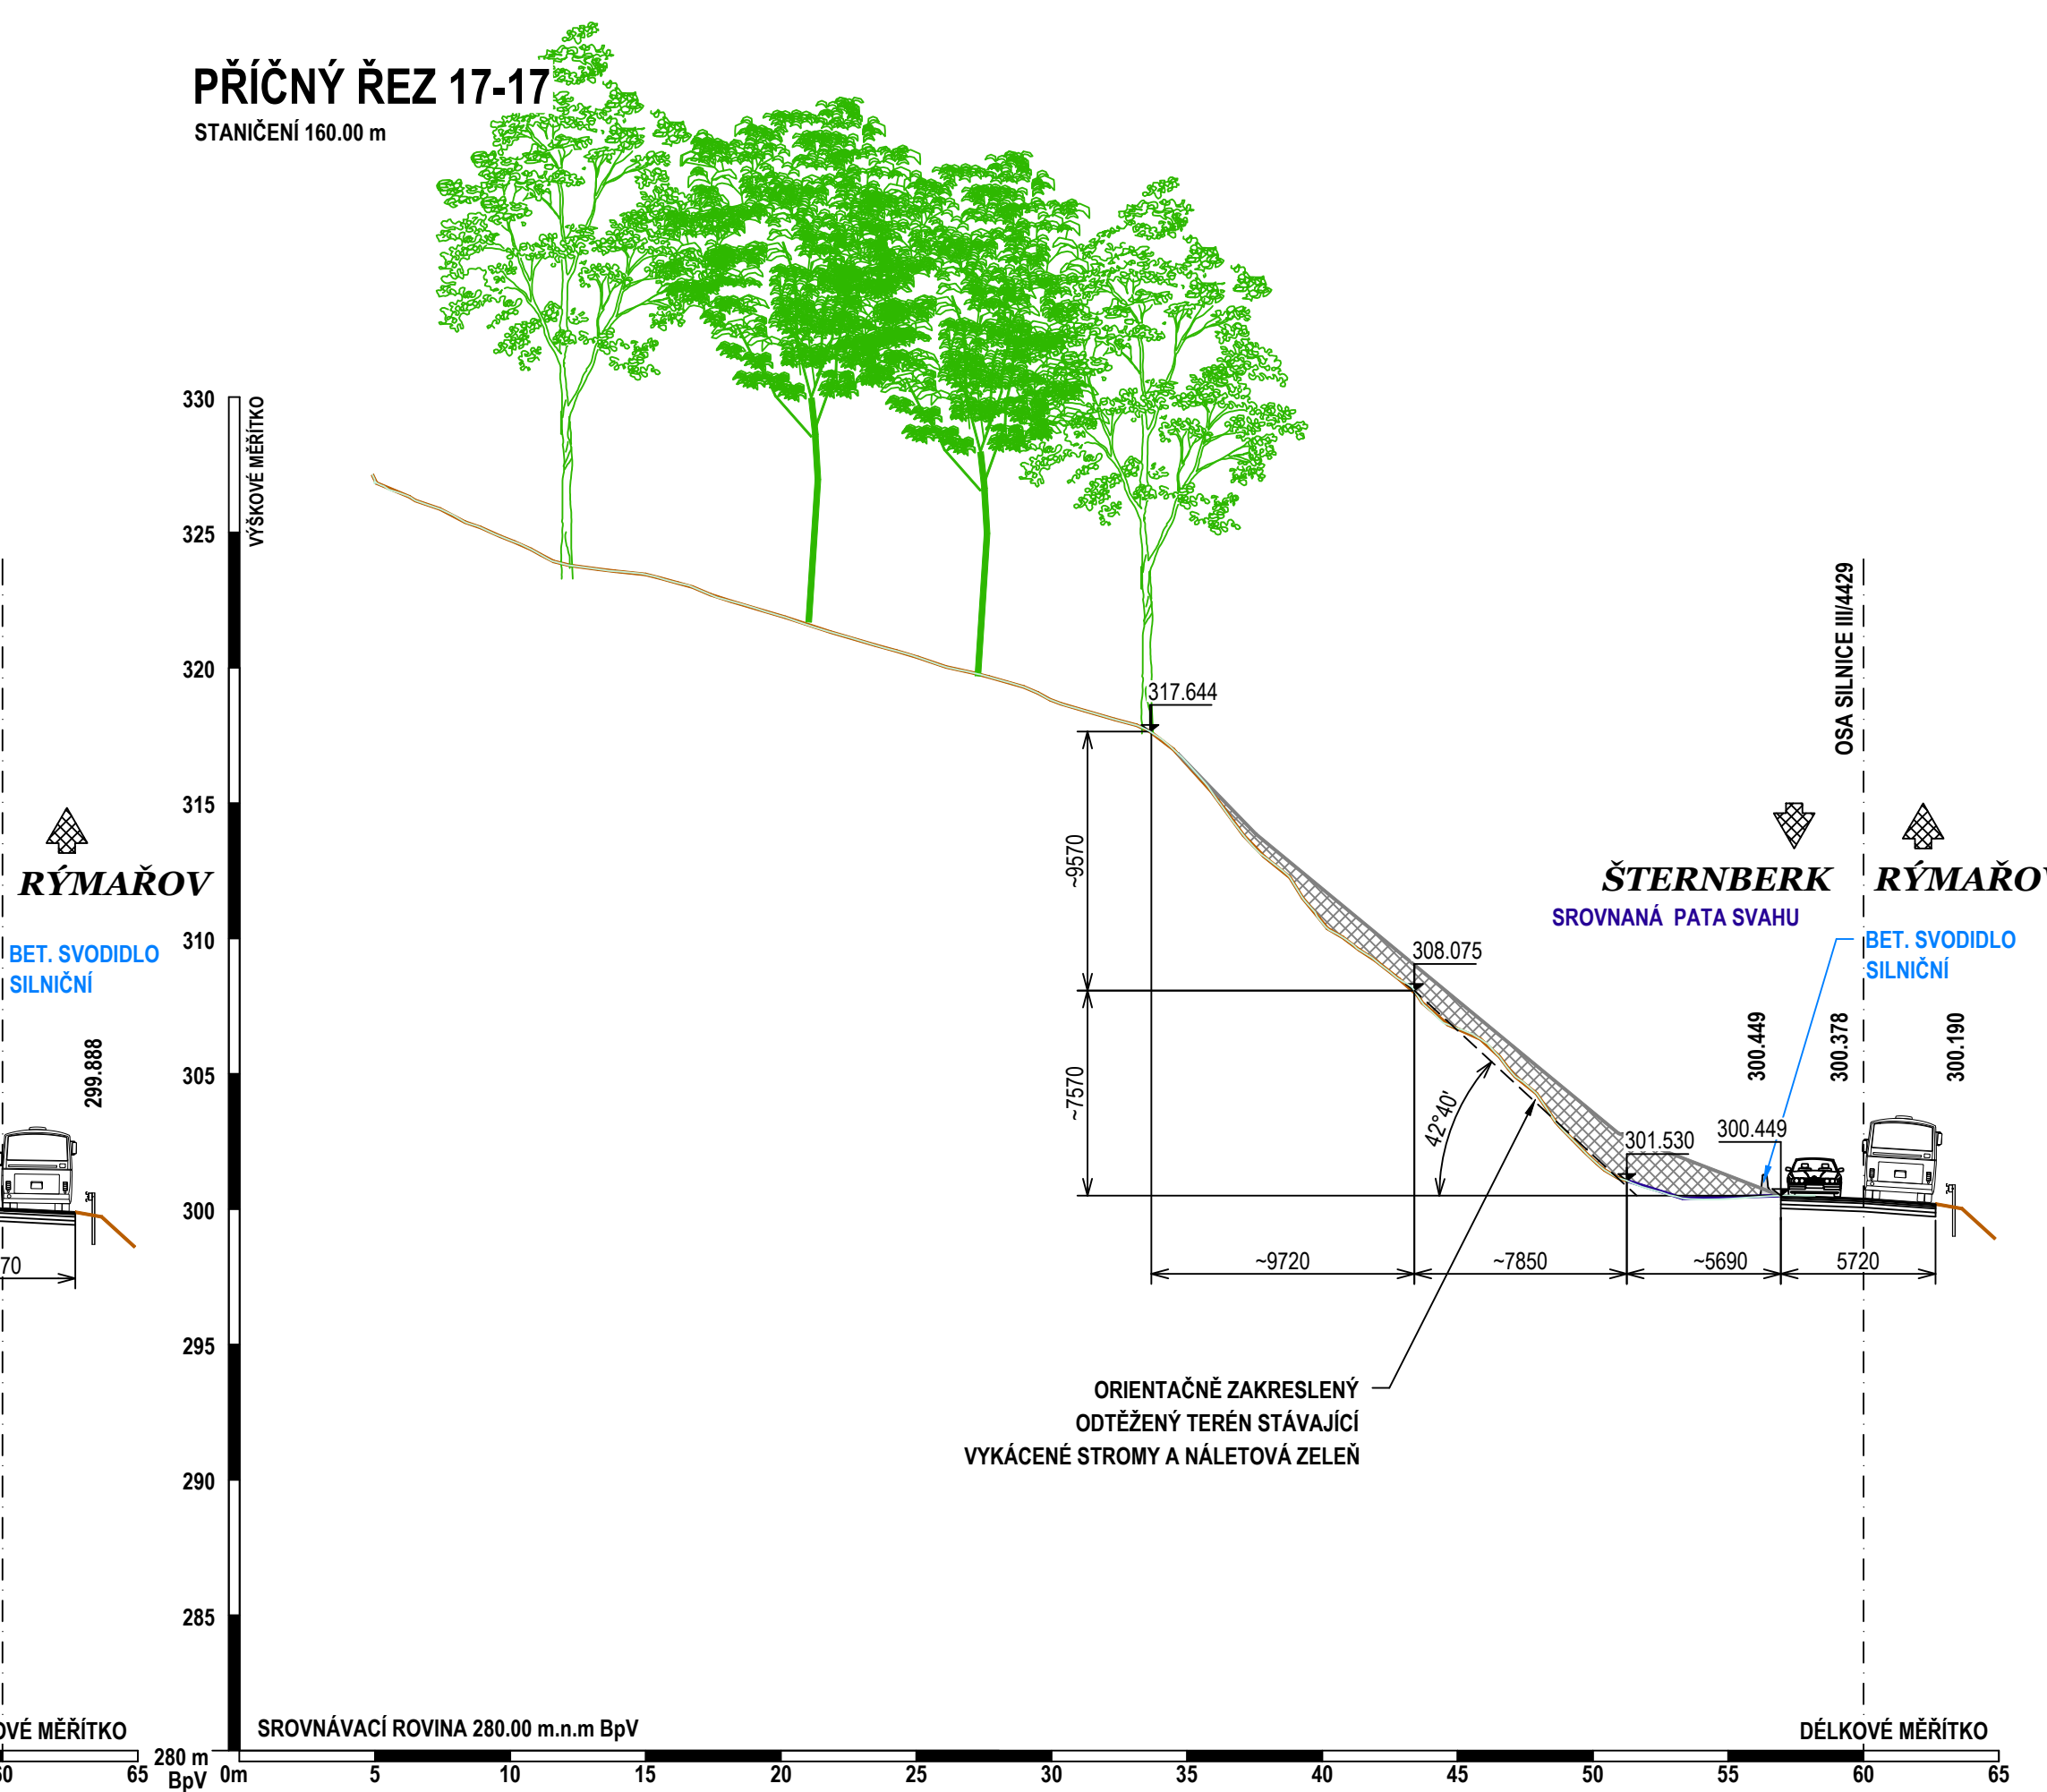 PŘÍČNÝ ŘEZ 17-17
STANIČENÍ 160.00 m
330
VÝŠKOVÉ MĚŘÍTKO
325
320
317.644
315
~9570
310
308.075
~7570
305
42°40'
301.530
300.449
300
OSA SILNICE III/4429
ŠTERNBERK
RÝMAŘOV
SROVNANÁ PATA SVAHU
BET. SVODIDLO
SILNIČNÍ
300.449
300.378
300.190
RÝMAŘOV
BET. SVODIDLO
SILNIČNÍ
299.888
70
~9720
~7850
~5690
5720
295
ORIENTAČNĚ ZAKRESLENÝ
ODTĚŽENÝ TERÉN STÁVAJÍCÍ
VYKÁCENÉ STROMY A NÁLETOVÁ ZELEŇ
290
285
SROVNÁVACÍ ROVINA 280.00 m.n.m BpV
DÉLKOVÉ MĚŘÍTKO
OVÉ MĚŘÍTKO
60 65
280 m
BpV
0m 5 10 15 20 25 30 35 40 45 50 55 60 65